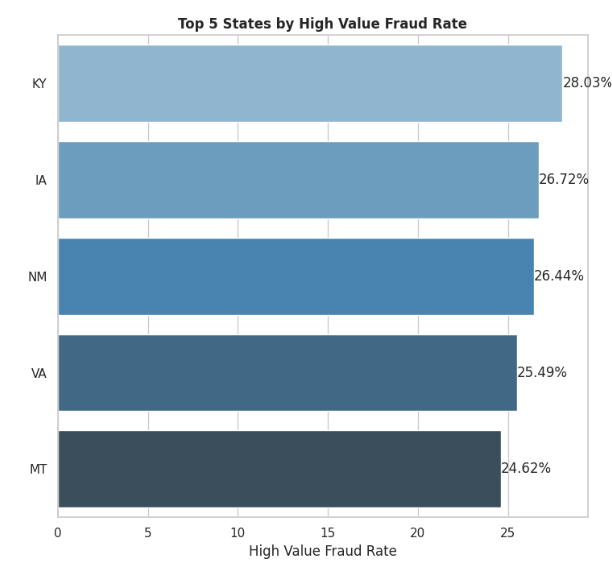 Top 5 States by High Value Fraud Rate
KY 28.03%
IA 26.72%
NM 26.44%
VA 25.49%
MT 24.62%
0 5 10 15 20 25
High Value Fraud Rate